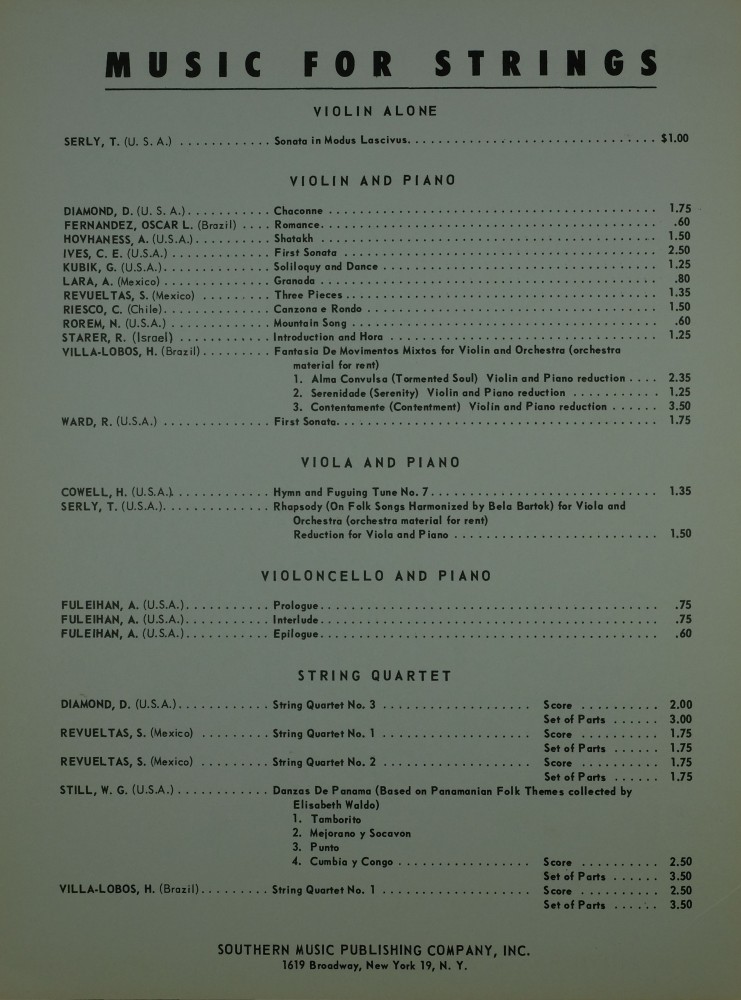 MUSIC FOR STRINGS
VIOLIN ALONE
SERLY, T. (U. S. A.) . . . . . . . . . . . . Sonata in Modus Lascivus. . . . . . . . . . . . . . . . . . . . . . . . . . . . . . . $1.00
VIOLIN AND PIANO
DIAMOND, D. (U. S. A.). . . . . . . . . . . Chaconne . . . . . . . . . . . . . . . . . . . . . . . . . . . . . . . . . . . . . . . . 1.75
FERNANDEZ, OSCAR L. (Brazil) . . . . Romance. . . . . . . . . . . . . . . . . . . . . . . . . . . . . . . . . . . . . . . . . .60
HOVHANESS, A. (U.S.A.). . . . . . . . . . Shatakh . . . . . . . . . . . . . . . . . . . . . . . . . . . . . . . . . . . . . . . . . 1.50
IVES, C. E. (U.S.A.) . . . . . . . . . . . . . First Sonata . . . . . . . . . . . . . . . . . . . . . . . . . . . . . . . . . . . . . . 2.50
KUBIK, G. (U.S.A.). . . . . . . . . . . . . . Soliloquy and Dance . . . . . . . . . . . . . . . . . . . . . . . . . . . . . . . . . 1.25
LARA, A. (Mexico) . . . . . . . . . . . . . . Granada . . . . . . . . . . . . . . . . . . . . . . . . . . . . . . . . . . . . . . . . . .80
REVUELTAS, S. (Mexico) . . . . . . . . . Three Pieces . . . . . . . . . . . . . . . . . . . . . . . . . . . . . . . . . . . . . . 1.35
RIESCO, C. (Chile). . . . . . . . . . . . . . Canzona e Rondo . . . . . . . . . . . . . . . . . . . . . . . . . . . . . . . . . . . 1.50
ROREM, N. (U.S.A.) . . . . . . . . . . . . . Mountain Song . . . . . . . . . . . . . . . . . . . . . . . . . . . . . . . . . . . . . .60
STARER, R. (Israel) . . . . . . . . . . . . Introduction and Hora . . . . . . . . . . . . . . . . . . . . . . . . . . . . . . . . 1.25
VILLA-LOBOS, H. (Brazil) . . . . . . . . . Fantasia De Movimentos Mixtos for Violin and Orchestra (orchestra
material for rent)
1. Alma Convulsa (Tormented Soul) Violin and Piano reduction . . . . 2.35
2. Serenidade (Serenity) Violin and Piano reduction . . . . . . . . . . . 1.25
3. Contentamente (Contentment) Violin and Piano reduction . . . . . . 3.50
WARD, R. (U.S.A.) . . . . . . . . . . . . . . First Sonata. . . . . . . . . . . . . . . . . . . . . . . . . . . . . . . . . . . . . . . 1.75
VIOLA AND PIANO
COWELL, H. (U.S.A.). . . . . . . . . . . . . Hymn and Fuguing Tune No. 7 . . . . . . . . . . . . . . . . . . . . . . . . . . . 1.35
SERLY, T. (U.S.A.). . . . . . . . . . . . . . Rhapsody (On Folk Songs Harmonized by Bela Bartok) for Viola and
Orchestra (orchestra material for rent)
Reduction for Viola and Piano . . . . . . . . . . . . . . . . . . . . . . . . . . 1.50
VIOLONCELLO AND PIANO
FULEIHAN, A. (U.S.A.). . . . . . . . . . . Prologue. . . . . . . . . . . . . . . . . . . . . . . . . . . . . . . . . . . . . . . . . .75
FULEIHAN, A. (U.S.A.). . . . . . . . . . . Interlude. . . . . . . . . . . . . . . . . . . . . . . . . . . . . . . . . . . . . . . . . .75
FULEIHAN, A. (U.S.A.). . . . . . . . . . . Epilogue. . . . . . . . . . . . . . . . . . . . . . . . . . . . . . . . . . . . . . . . . .60
STRING QUARTET
DIAMOND, D. (U.S.A.). . . . . . . . . . . . String Quartet No. 3 . . . . . . . . . . . . . . . . . . . Score . . . . . . . . . . 2.00
Set of Parts . . . . . . 3.00
REVUELTAS, S. (Mexico) . . . . . . . . . String Quartet No. 1 . . . . . . . . . . . . . . . . . . . Score . . . . . . . . . . 1.75
Set of Parts . . . . . . 1.75
REVUELTAS, S. (Mexico) . . . . . . . . . String Quartet No. 2 . . . . . . . . . . . . . . . . . . . Score . . . . . . . . . . 1.75
Set of Parts . . . . . . 1.75
STILL, W. G. (U.S.A.) . . . . . . . . . . . . Danzas De Panama (Based on Panamanian Folk Themes collected by
Elisabeth Waldo)
1. Tamborito
2. Mejorano y Socavon
3. Punto
4. Cumbia y Congo . . . . . . . . . . . . . . . . . Score . . . . . . . . . . 2.50
Set of Parts . . . . . . 3.50
VILLA-LOBOS, H. (Brazil) . . . . . . . . . String Quartet No. 1 . . . . . . . . . . . . . . . . . . . Score . . . . . . . . . . 2.50
Set of Parts . . . . . . 3.50
SOUTHERN MUSIC PUBLISHING COMPANY, INC.
1619 Broadway, New York 19, N. Y.